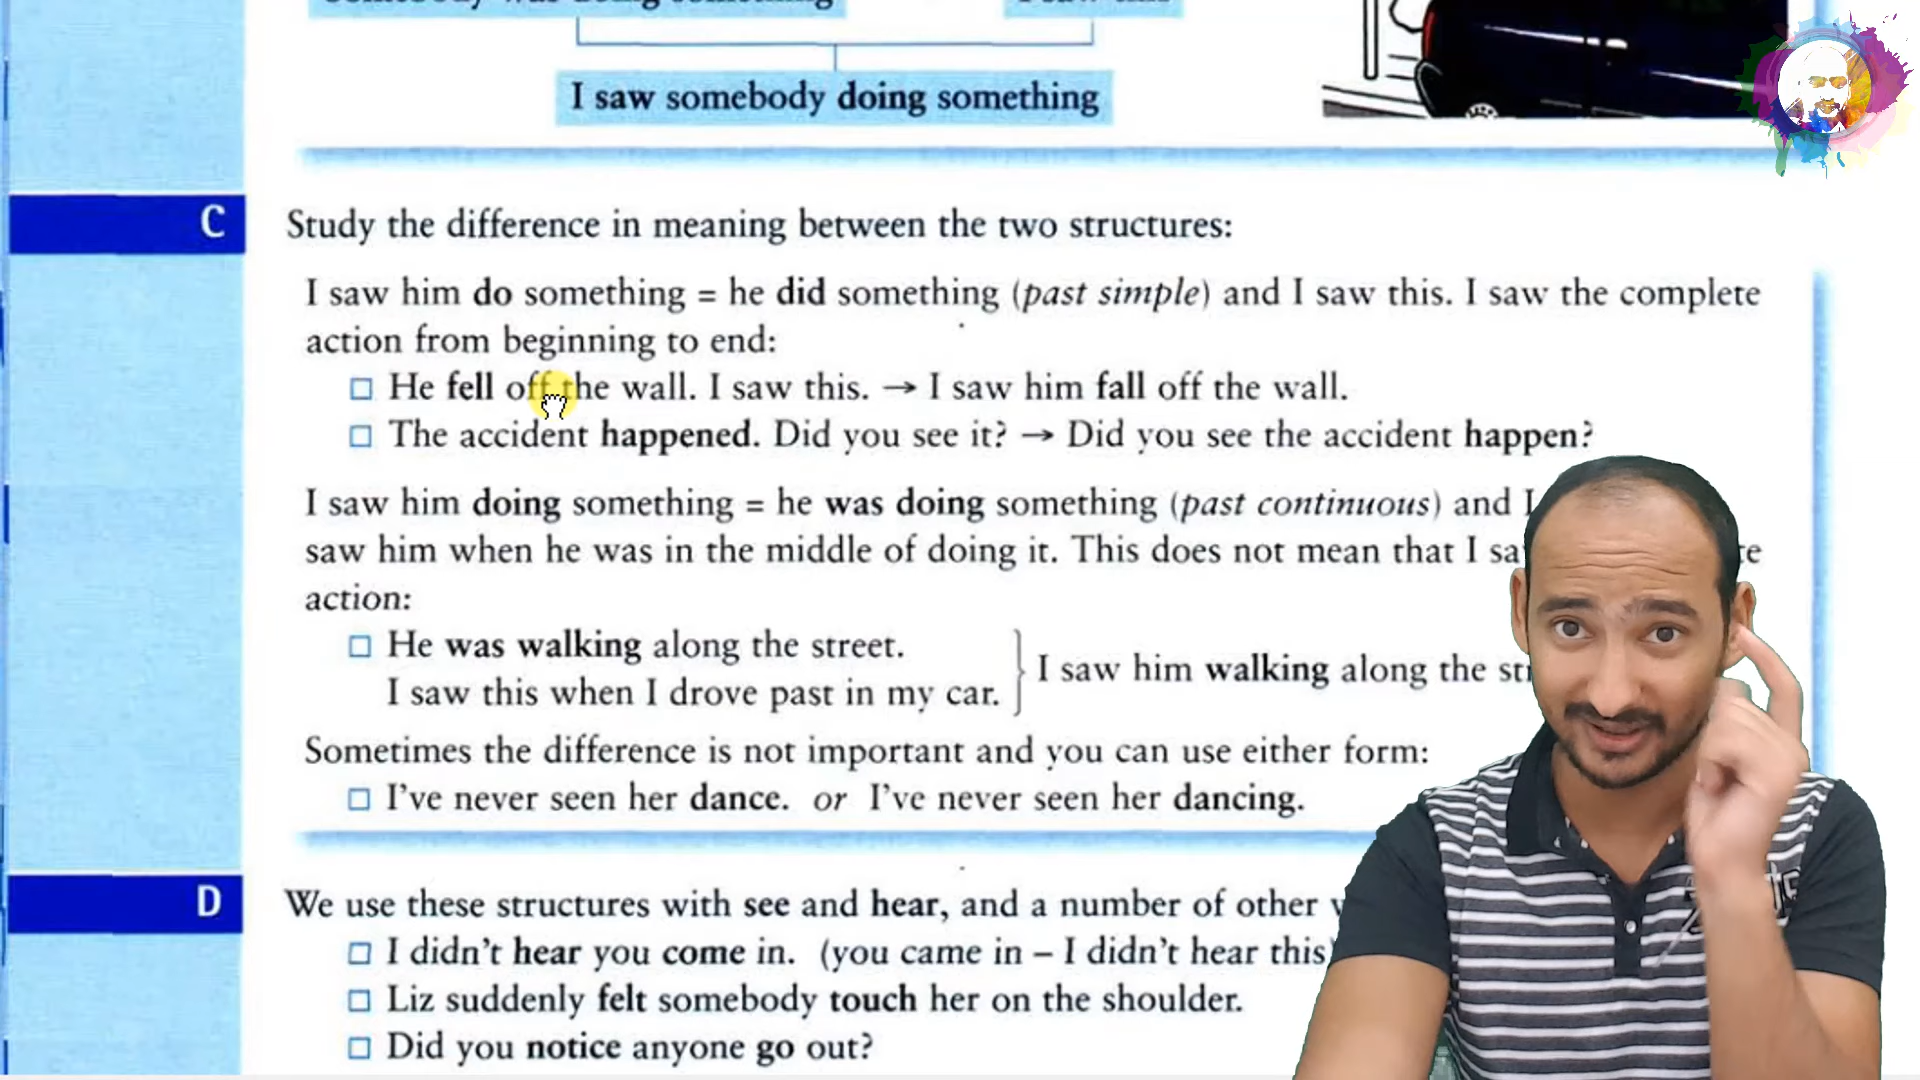 I saw somebody doing something
C
Study the difference in meaning between the two structures:
I saw him do something = he did something (past simple) and I saw this. I saw the complete
action from beginning to end:
□ He fell off the wall. I saw this. → I saw him fall off the wall.
□ The accident happened. Did you see it? → Did you see the accident happen?
I saw him doing something = he was doing something (past continuous) and I
saw him when he was in the middle of doing it. This does not mean that I
action:
□ He was walking along the street.
I saw this when I drove past in my car.
I saw him walking along the
Sometimes the difference is not important and you can use either form:
□ I've never seen her dance. or I've never seen her dancing.
D
We use these structures with see and hear, and a number of other
□ I didn't hear you come in. (you came in – I didn't hear this)
□ Liz suddenly felt somebody touch her on the shoulder.
□ Did you notice anyone go out?